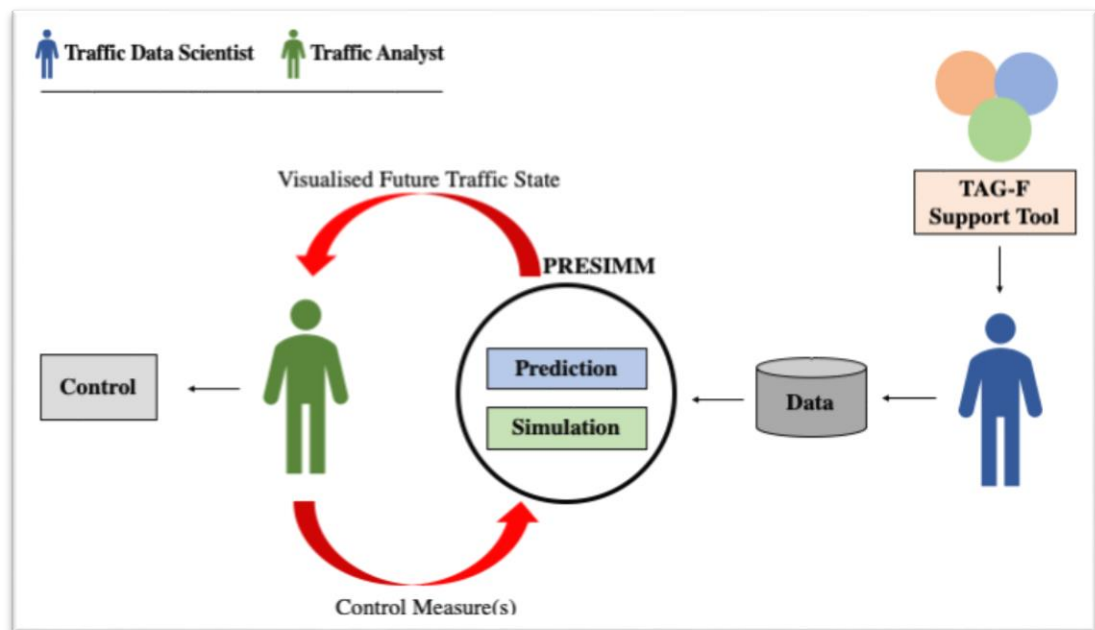 Traffic Data Scientist
Traffic Analyst
Visualised Future Traffic State
TAG-F
Support Tool
PRESIMM
Prediction
Simulation
Control
Data
Control Measure(s)